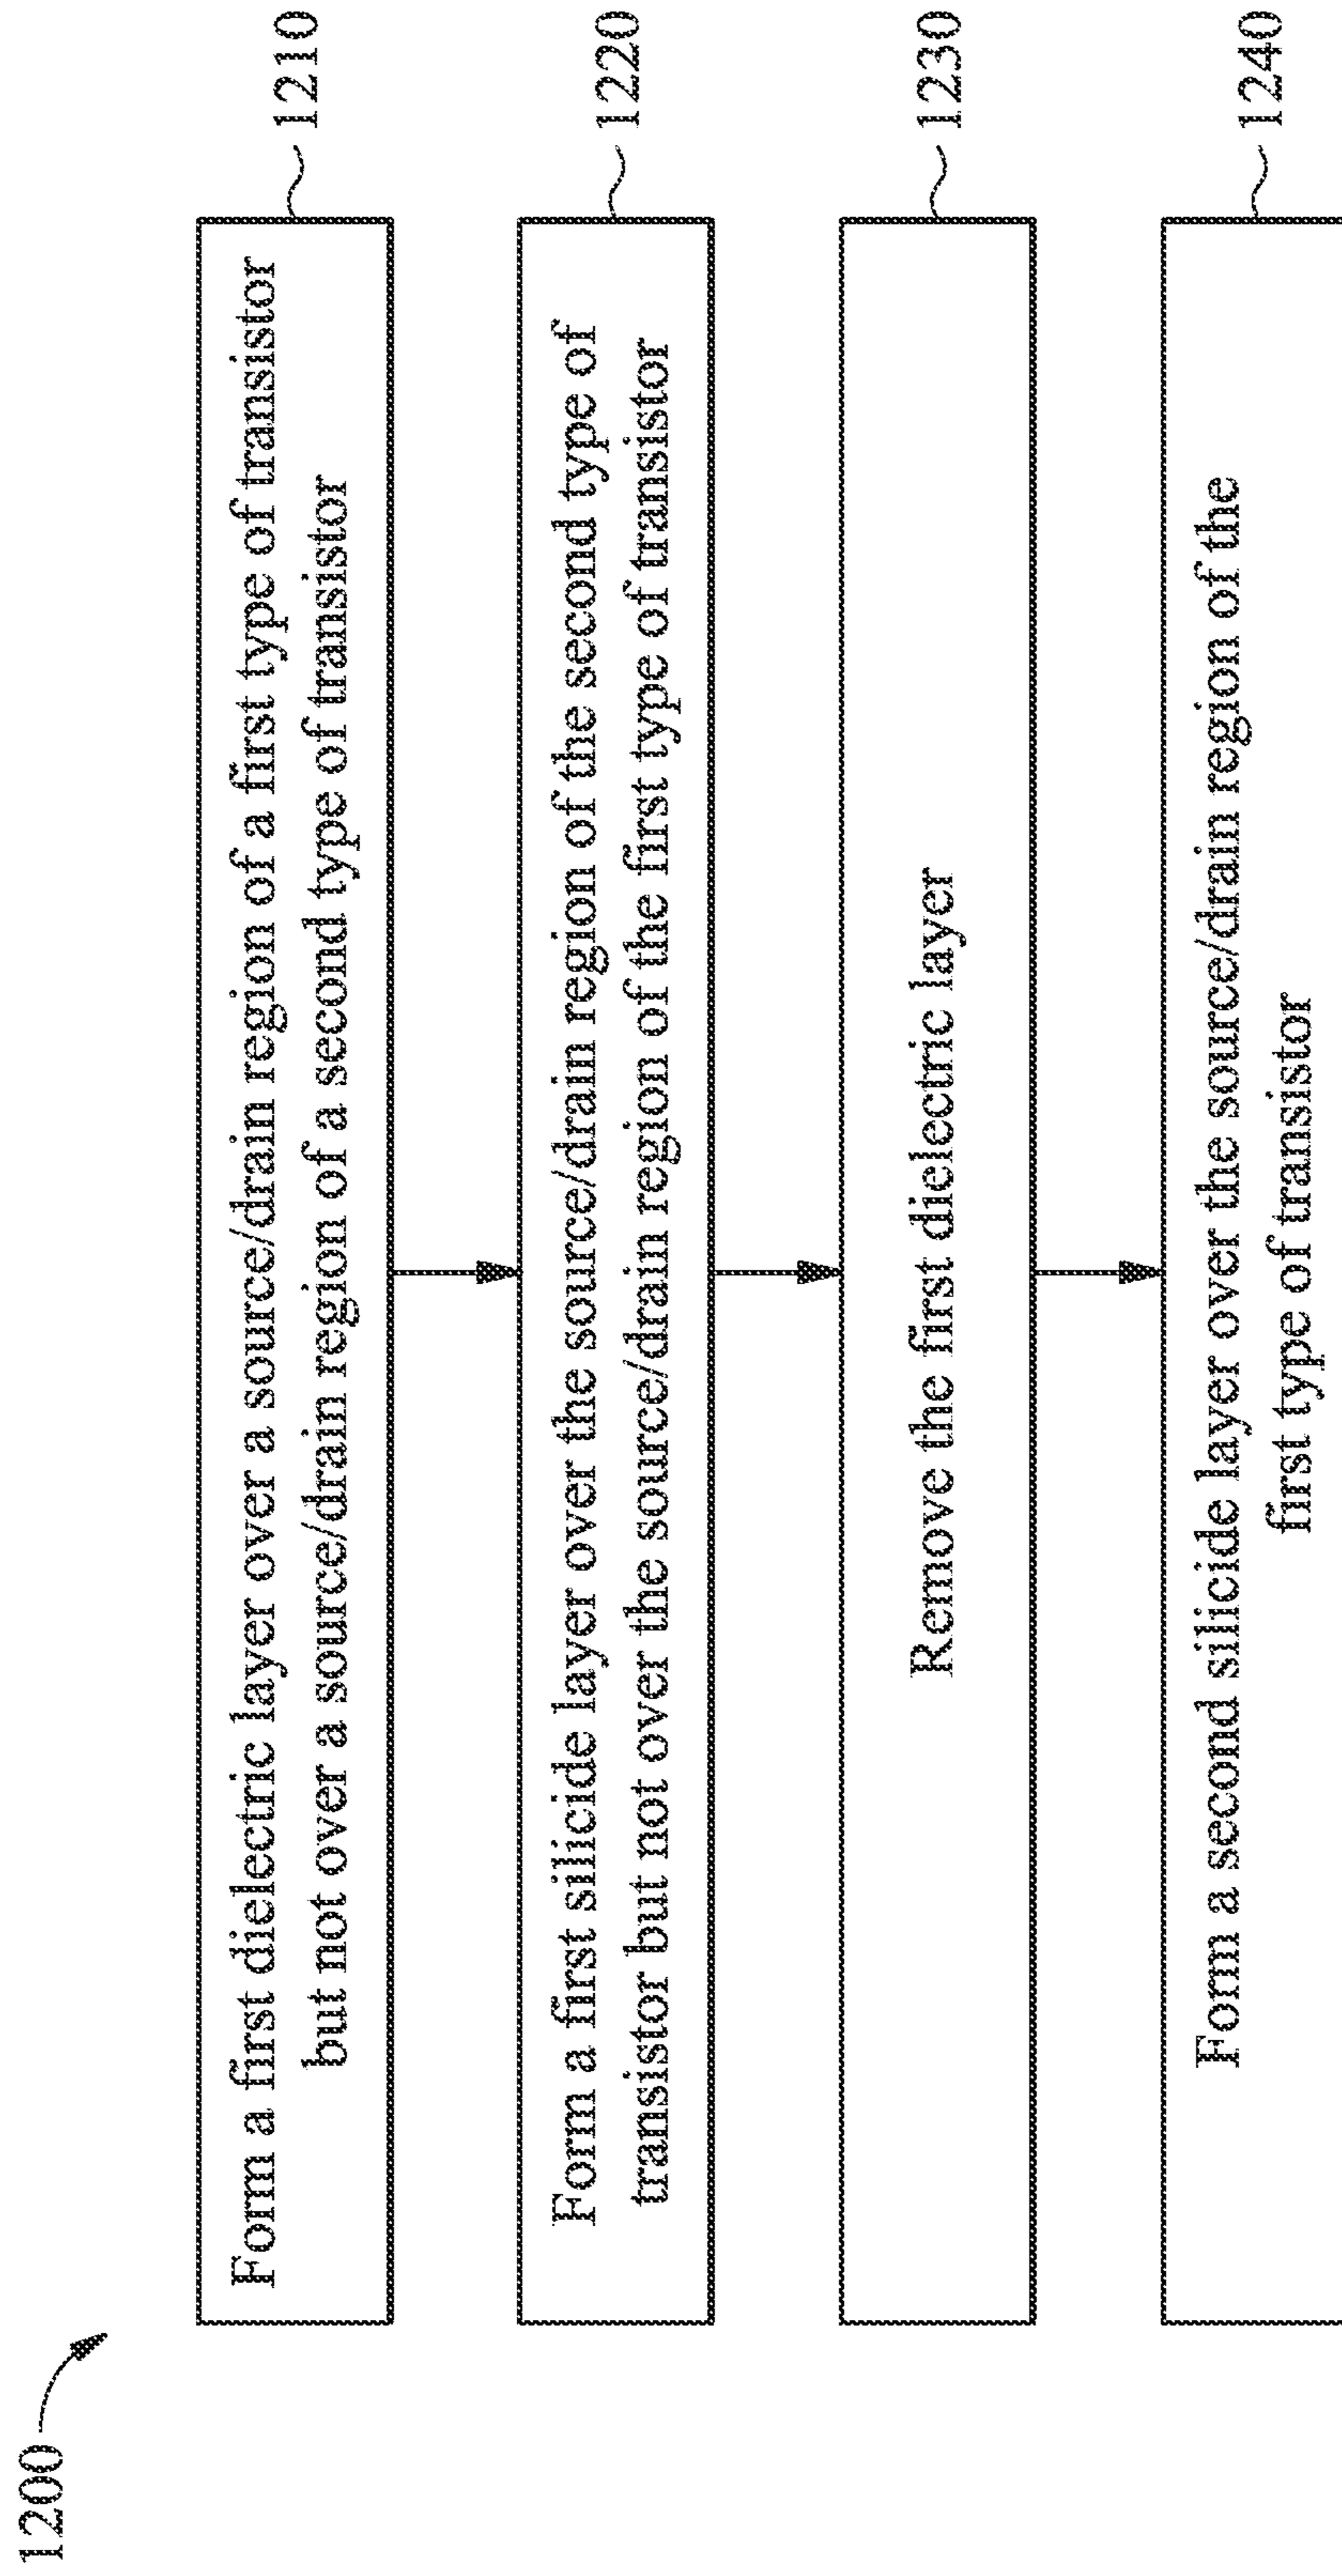 1200
Form a first dielectric layer over a source/drain region of a first type of transistor
but not over a source/drain region of a second type of transistor
1210
Form a first silicide layer over the source/drain region of the second type of
transistor but not over the source/drain region of the first type of transistor
1220
Remove the first dielectric layer
1230
Form a second silicide layer over the source/drain region of the
first type of transistor
1240